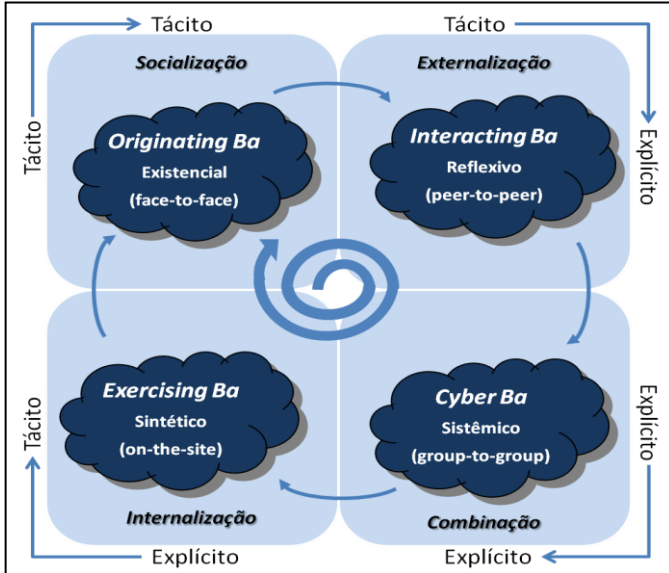 Tácito
Tácito
Socialização
Externalização
Tácito
Originating Ba
Existencial
(face-to-face)
Interacting Ba
Reflexivo
(peer-to-peer)
Explícito
Tácito
Exercising Ba
Sintético
(on-the-site)
Cyber Ba
Sistêmico
(group-to-group)
Explícito
Internalização
Combinação
Explícito
Explícito